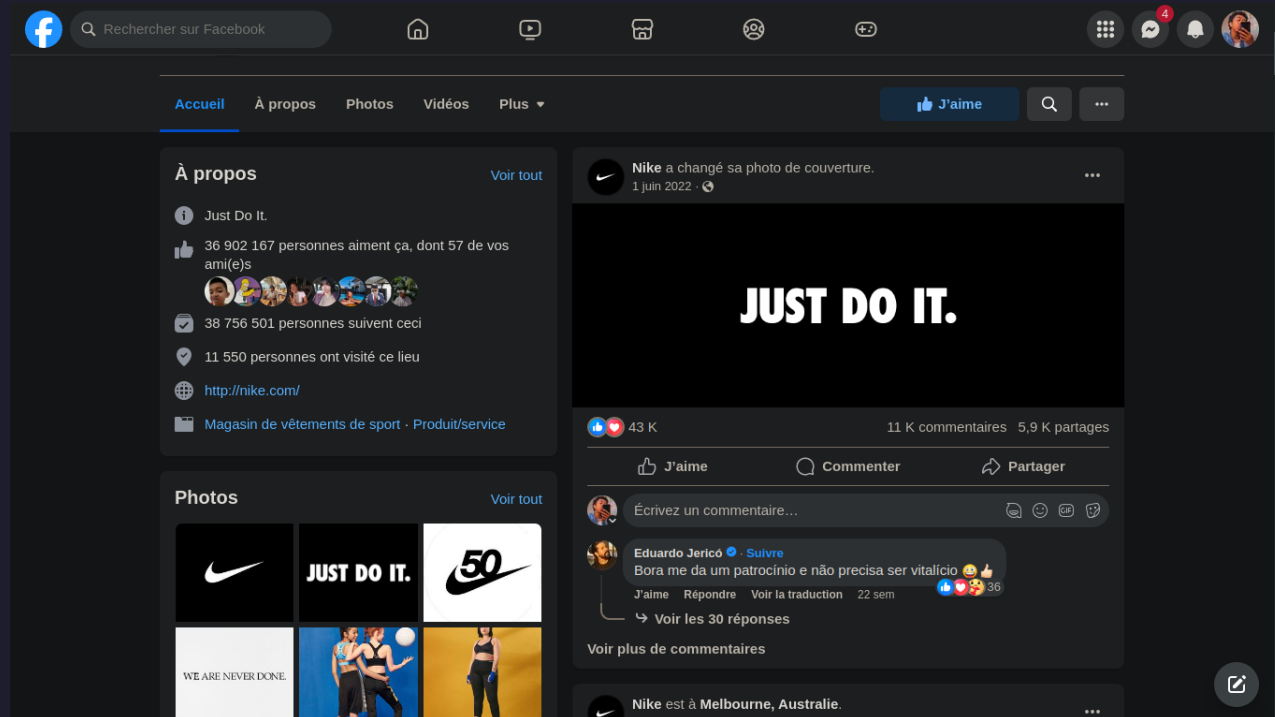 Rechercher sur Facebook
4
Accueil
À propos
Photos
Vidéos
Plus
J'aime
À propos
Voir tout
Just Do It.
36 902 167 personnes aiment ça, dont 57 de vos
ami(e)s
38 756 501 personnes suivent ceci
11 550 personnes ont visité ce lieu
http://nike.com/
Magasin de vêtements de sport · Produit/service
Photos
Voir tout
JUST DO IT.
50
WE ARE NEVER DONE.
Nike a changé sa photo de couverture.
1 juin 2022 ·
JUST DO IT.
43 K
11 K commentaires
5,9 K partages
J'aime
Commenter
Partager
Écrivez un commentaire…
GIF
Eduardo Jericó · Suivre
Bora me da um patrocínio e não precisa ser vitalício 😂👍🏻
36
J'aime
Répondre
Voir la traduction
22 sem
Voir les 30 réponses
Voir plus de commentaires
Nike est à Melbourne, Australie.